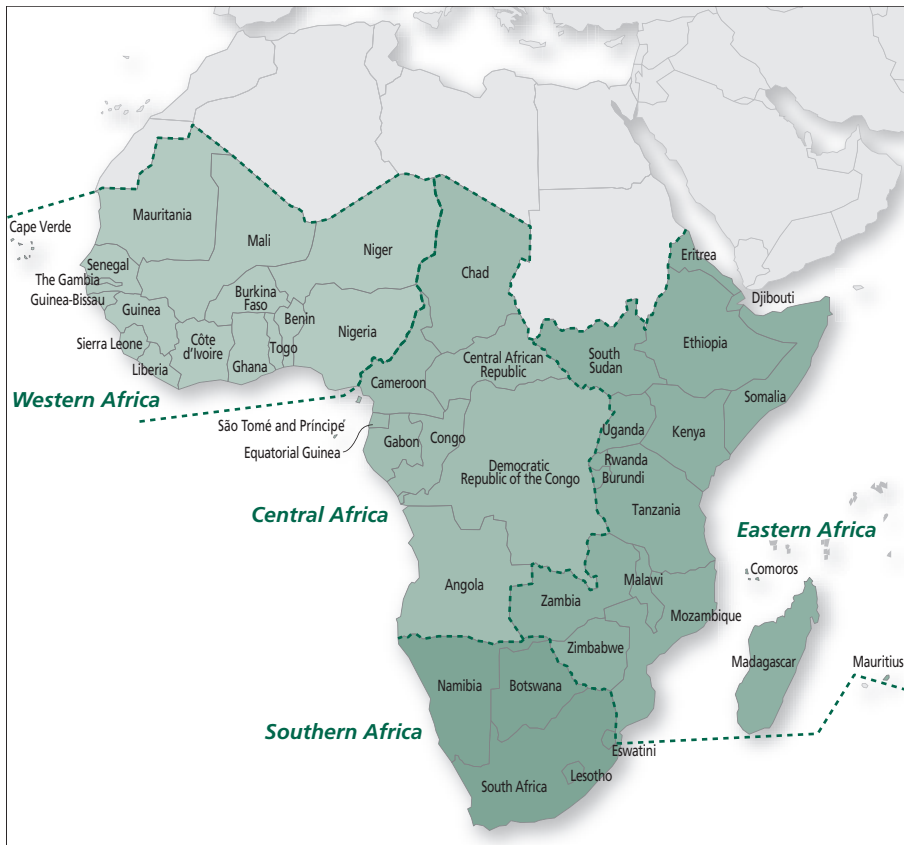 Cape Verde
Mauritania
Mali
Niger
Chad
Eritrea
Senegal
The Gambia
Guinea-Bissau
Guinea
Burkina
Faso
Benin
Djibouti
Sierra Leone
Côte
d'Ivoire
Togo
Nigeria
Ghana
Liberia
Central African
Republic
South
Sudan
Ethiopia
Somalia
Cameroon
Western Africa
São Tomé and Príncipe
Equatorial Guinea
Gabon
Congo
Uganda
Kenya
Democratic
Republic of the Congo
Rwanda
Burundi
Tanzania
Central Africa
Eastern Africa
Comoros
Angola
Zambia
Malawi
Mozambique
Zimbabwe
Madagascar
Mauritius
Namibia
Botswana
Southern Africa
Eswatini
Lesotho
South Africa